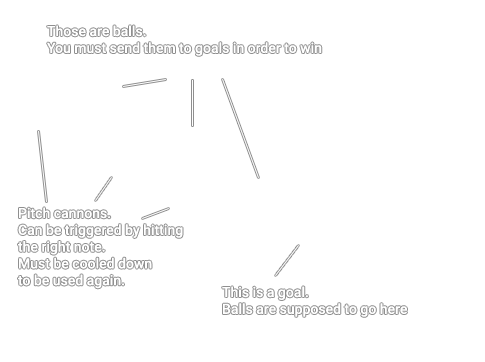 Those are balls.
You must send them to goals in order to win
Pitch cannons.
Can be triggered by hitting
the right note.
Must be cooled down
to be used again.
This is a goal.
Balls are supposed to go here